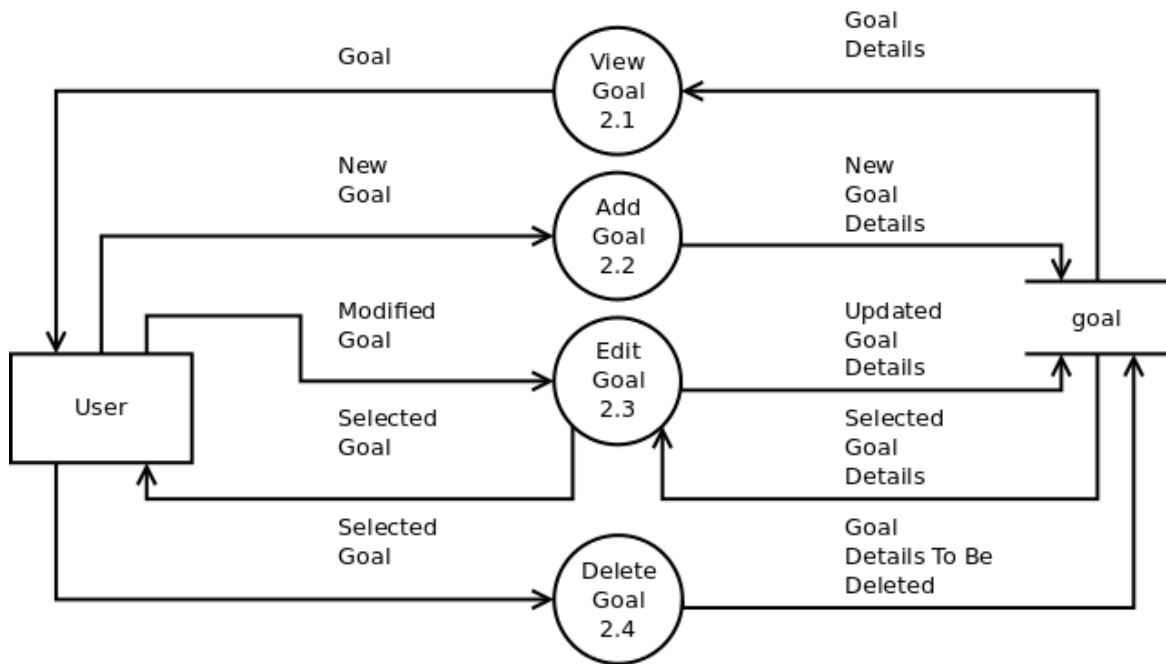 Goal
View
Goal
2.1
Goal
Details
New
Goal
Add
Goal
2.2
New
Goal
Details
Modified
Goal
Edit
Goal
2.3
Updated
Goal
Details
goal
User
Selected
Goal
Selected
Goal
Details
Selected
Goal
Delete
Goal
2.4
Goal
Details To Be
Deleted